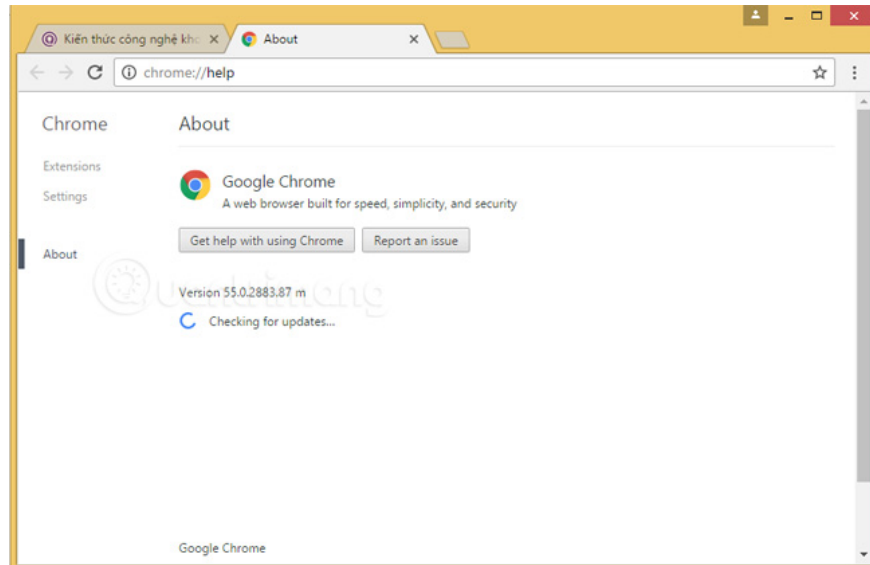 Kiến thức công nghệ kho
About
chrome://help
Chrome
About
Extensions
Settings
About
Google Chrome
A web browser built for speed, simplicity, and security
Get help with using Chrome
Report an issue
Quantrimang
Version 55.0.2883.87 m
Checking for updates...
Google Chrome